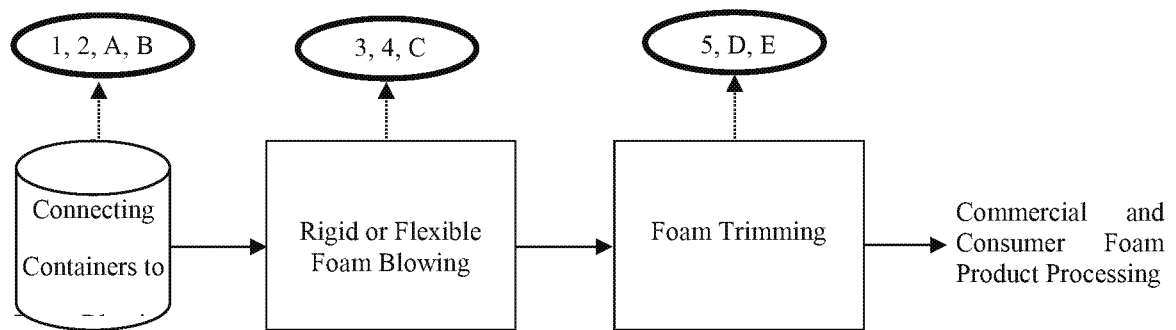 1, 2, A, B
3, 4, C
5, D, E
Connecting
Containers to
Rigid or Flexible
Foam Blowing
Foam Trimming
Commercial and
Consumer Foam
Product Processing